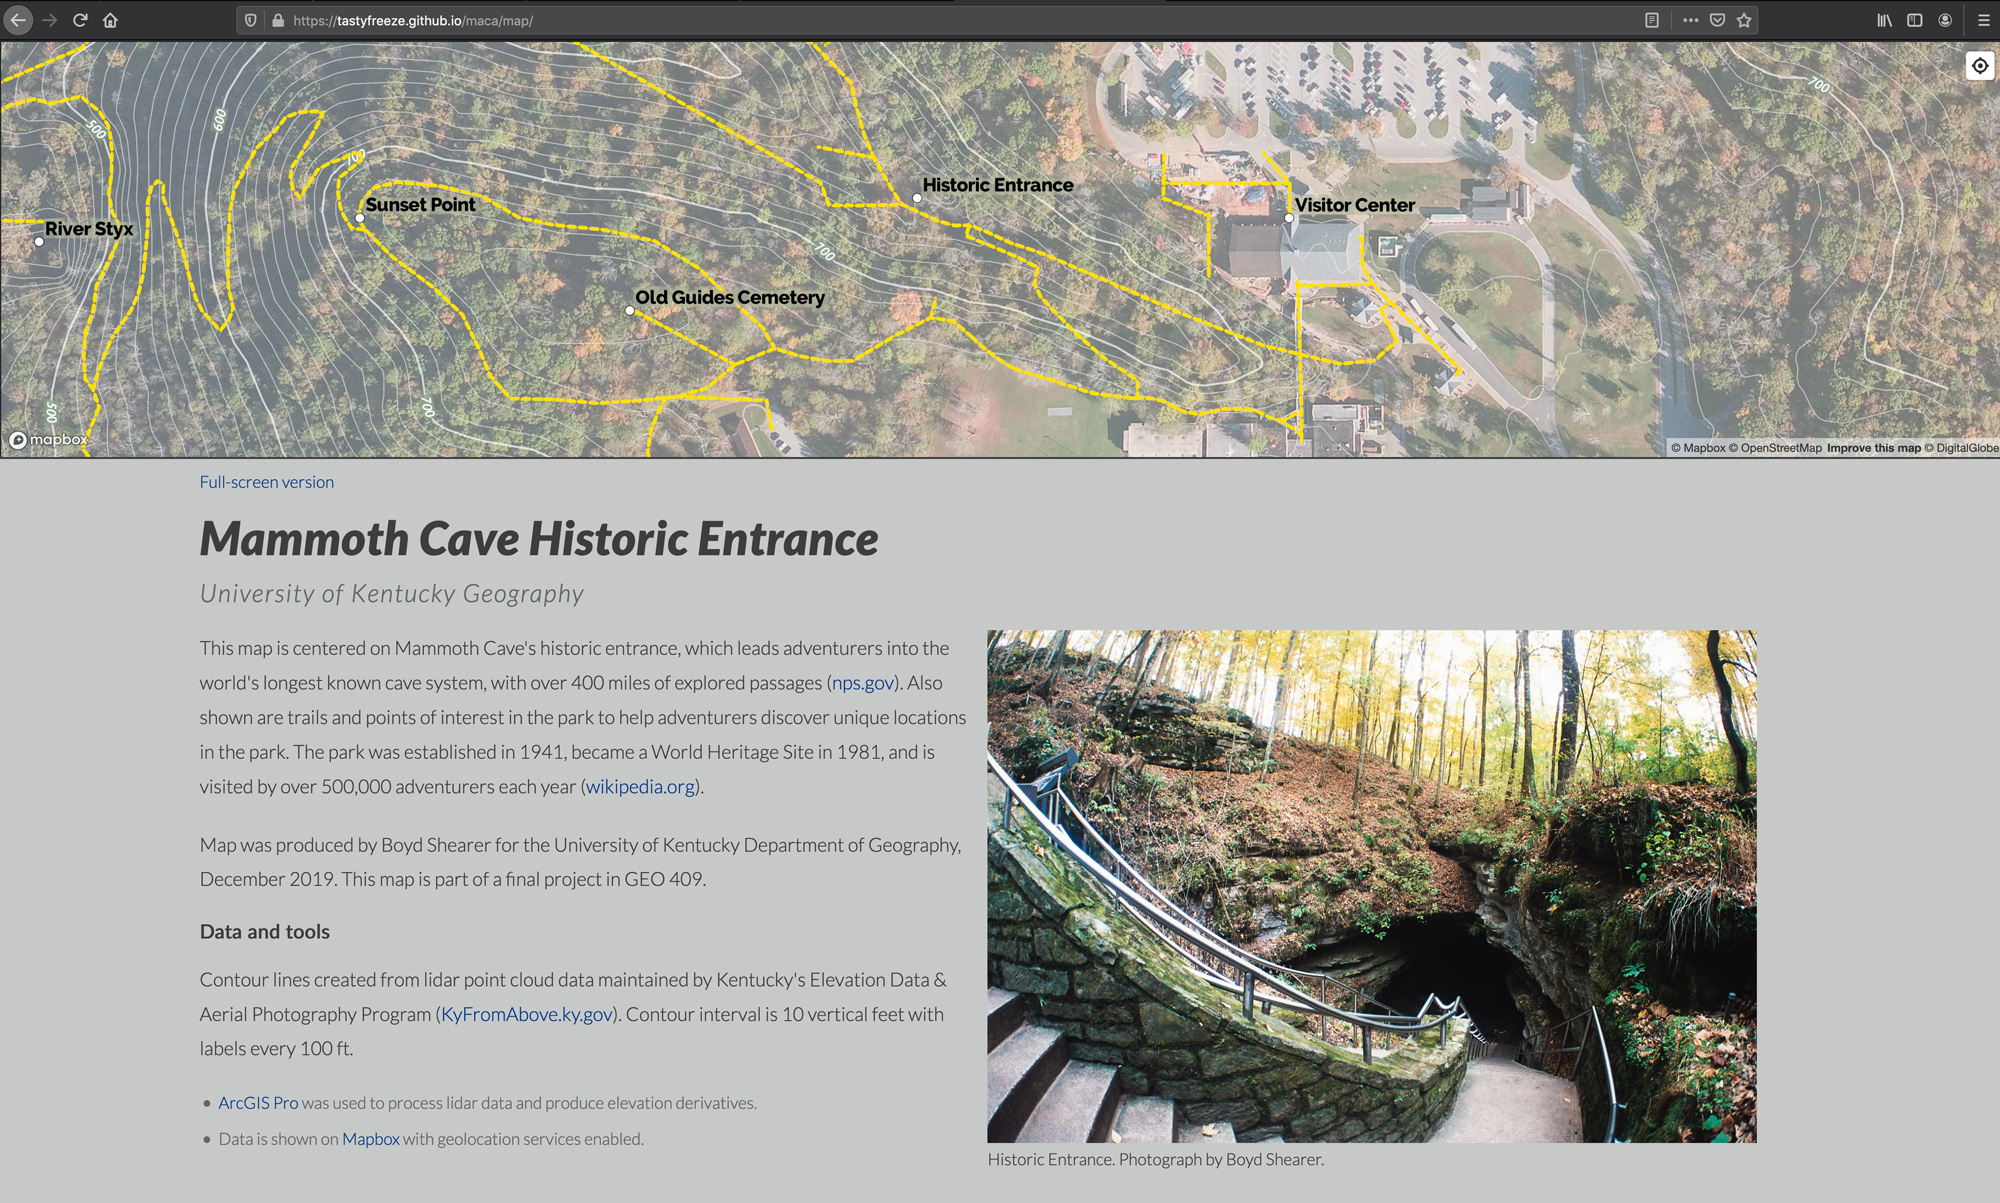 https://tastyfreeze.github.io/maca/map/
500
600
700
700
Sunset Point
Historic Entrance
Visitor Center
River Styx
700
Old Guides Cemetery
500
700
mapbox
© Mapbox © OpenStreetMap Improve this map © DigitalGlobe
Full-screen version
Mammoth Cave Historic Entrance
University of Kentucky Geography
This map is centered on Mammoth Cave's historic entrance, which leads adventurers into the
world's longest known cave system, with over 400 miles of explored passages (nps.gov). Also
shown are trails and points of interest in the park to help adventurers discover unique locations
in the park. The park was established in 1941, became a World Heritage Site in 1981, and is
visited by over 500,000 adventurers each year (wikipedia.org).
Map was produced by Boyd Shearer for the University of Kentucky Department of Geography,
December 2019. This map is part of a final project in GEO 409.
Data and tools
Contour lines created from lidar point cloud data maintained by Kentucky's Elevation Data &
Aerial Photography Program (KyFromAbove.ky.gov). Contour interval is 10 vertical feet with
labels every 100 ft.
• ArcGIS Pro was used to process lidar data and produce elevation derivatives.
• Data is shown on Mapbox with geolocation services enabled.
Historic Entrance. Photograph by Boyd Shearer.